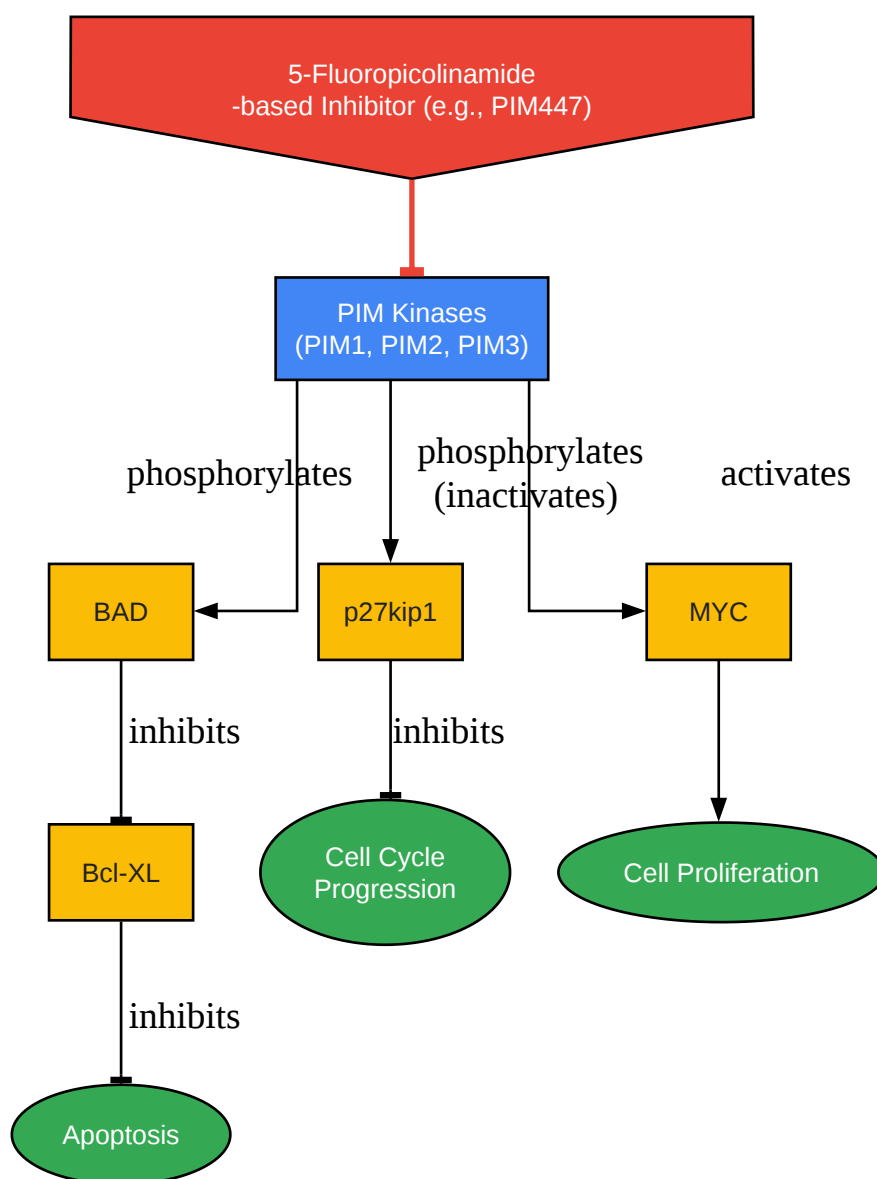 5-Fluoropicolinamide
-based Inhibitor (e.g., PIM447)
PIM Kinases
(PIM1, PIM2, PIM3)
phosphorylates
phosphorylates
(inactivates)
activates
BAD
p27kip1
MYC
inhibits
inhibits
Bcl-XL
Cell Cycle
Progression
Cell Proliferation
inhibits
Apoptosis